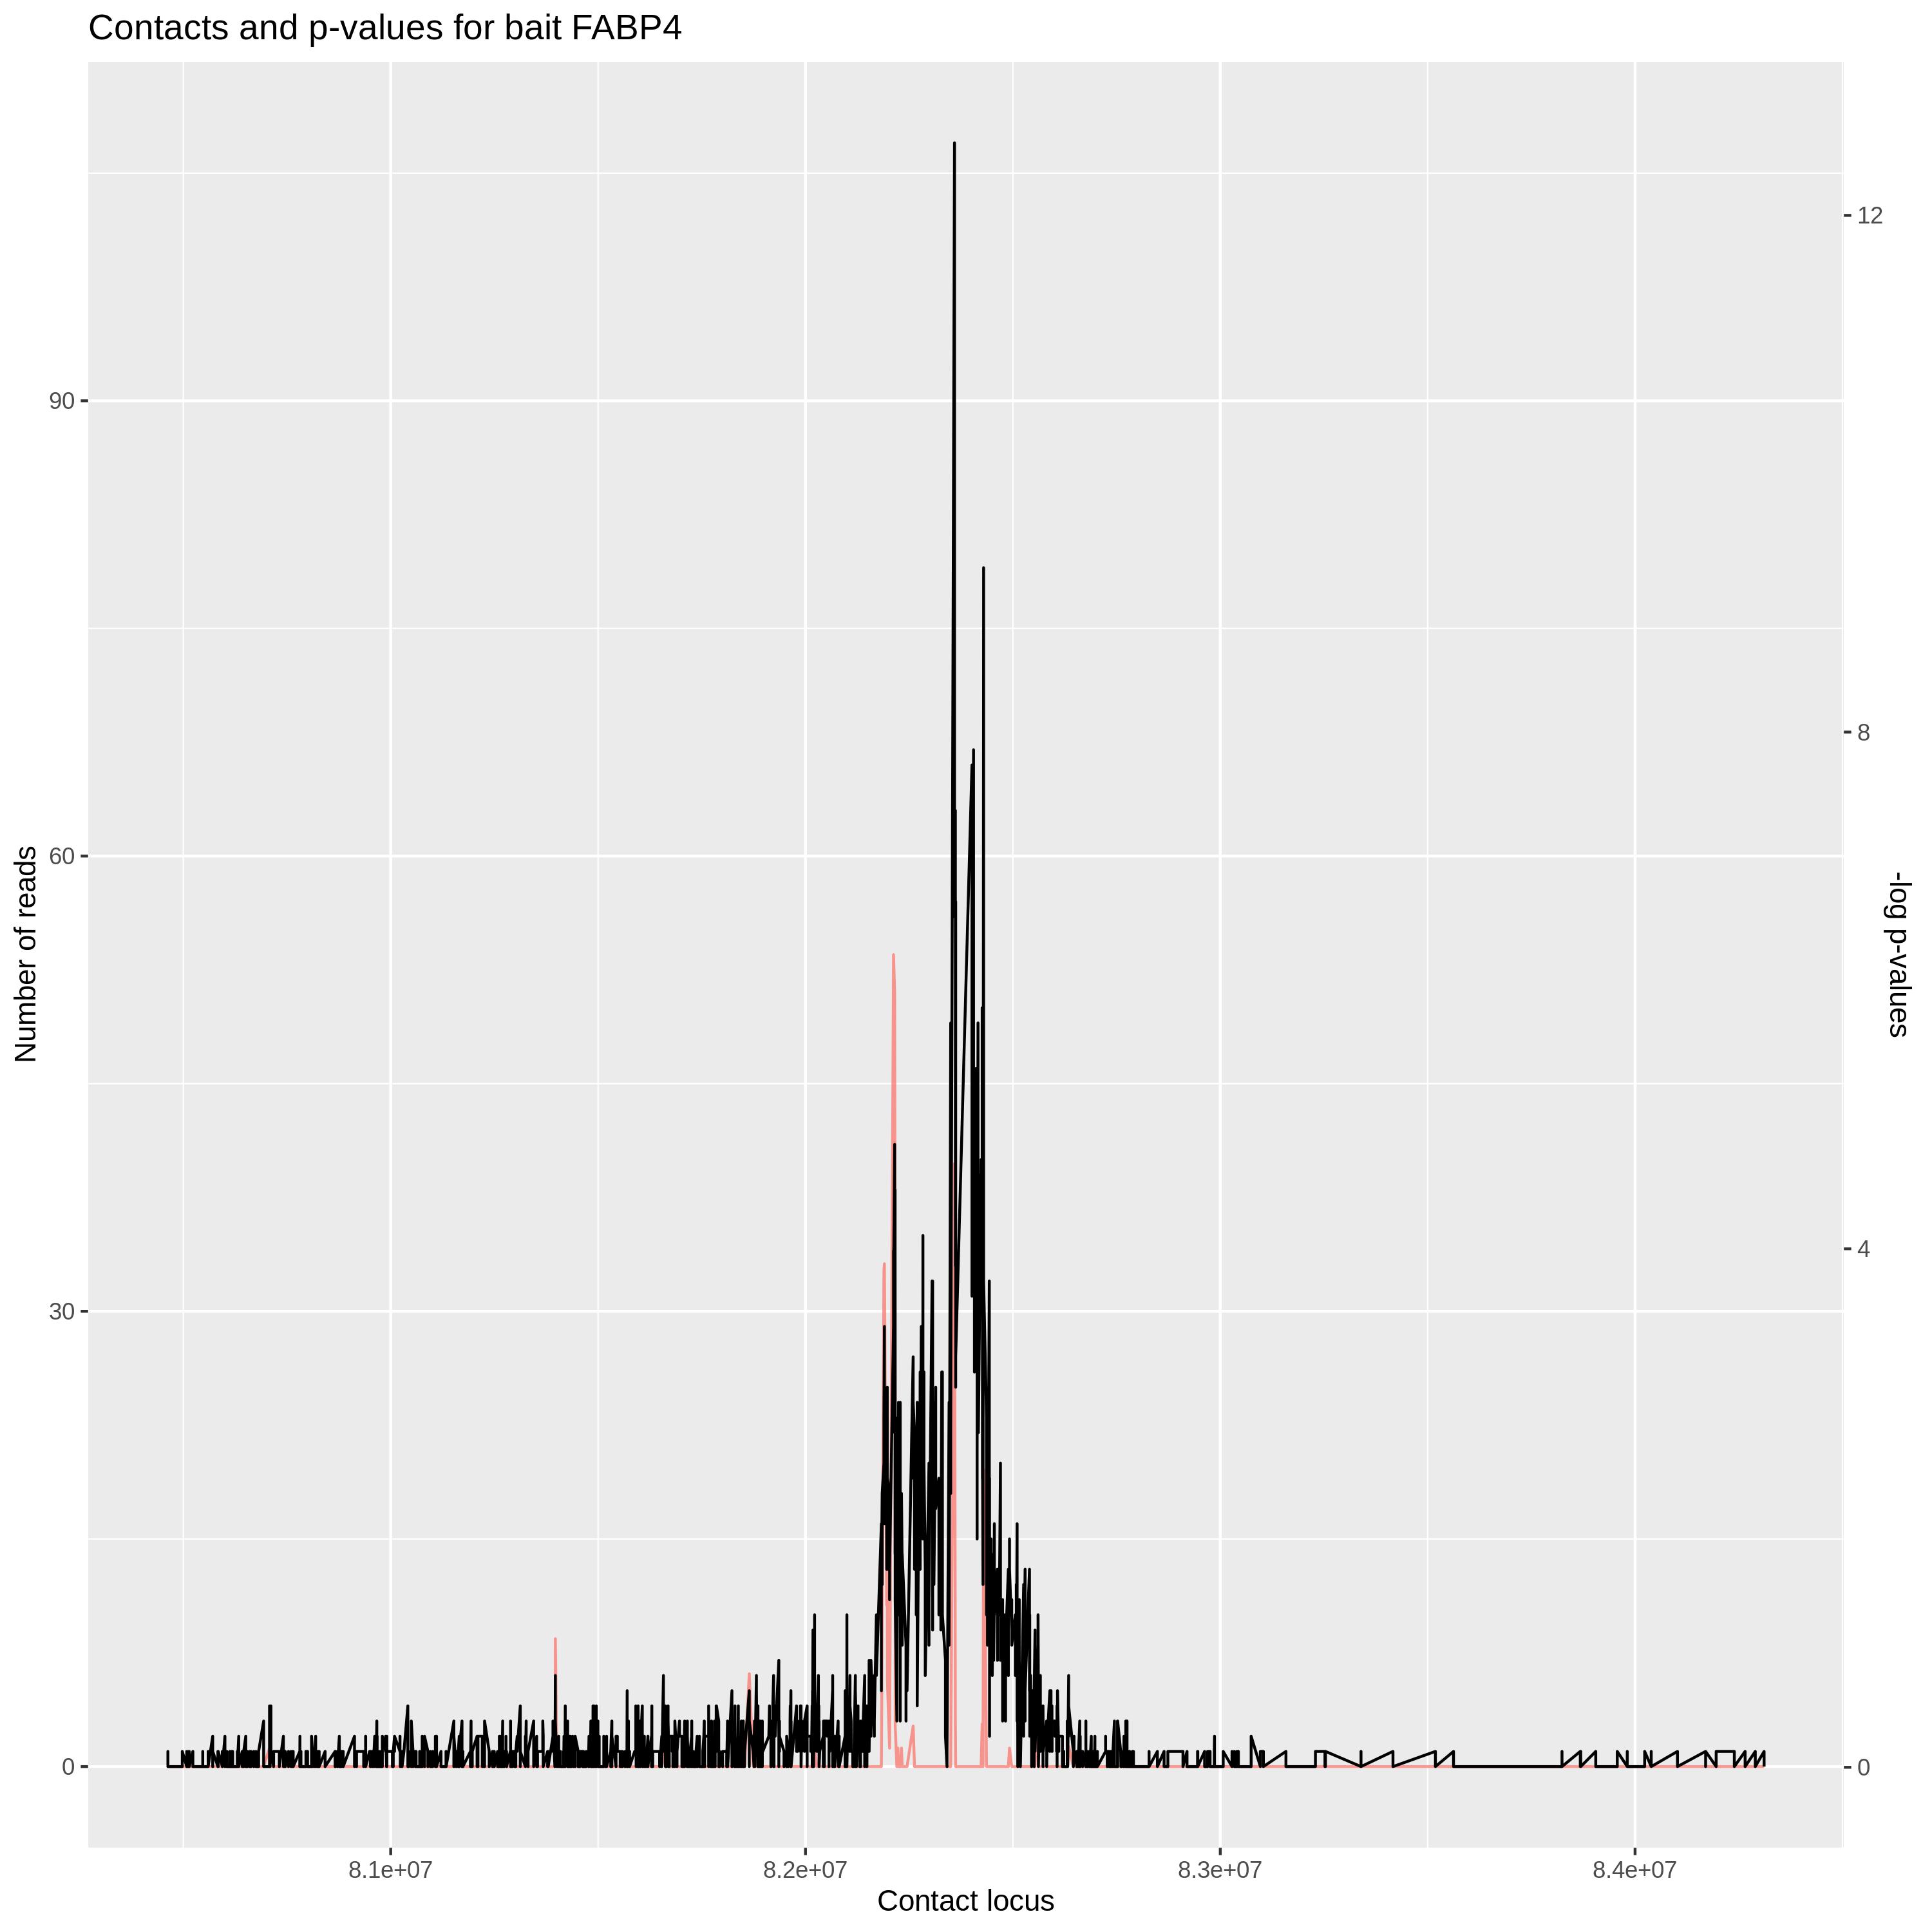 Contacts and p-values for bait FABP4
90
60
30
0
12
8
4
0
Number of reads
-log p-values
8.1e+07
8.2e+07
8.3e+07
8.4e+07
Contact locus